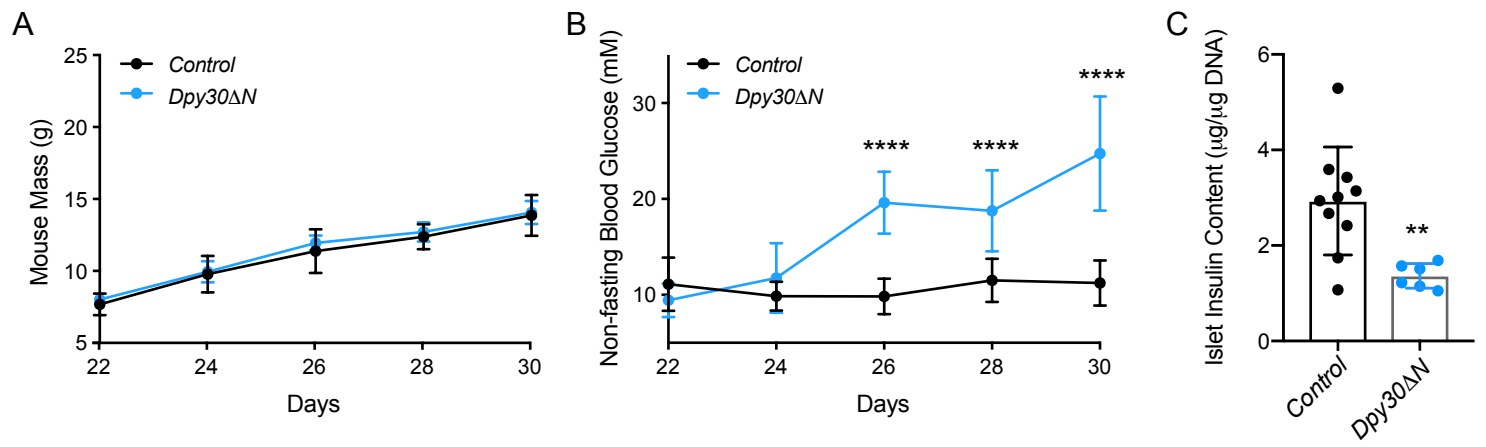 A
Mouse Mass (g)
25
20
15
10
5
Control
Dpy30ΔN
22 24 26 28 30
Days
B
Non-fasting Blood Glucose (mM)
30
20
10
Control
Dpy30ΔN
**** **** ****
22 24 26 28 30
Days
C
Islet Insulin Content (μg/μg DNA)
6
4
2
0
**
Control
Dpy30ΔN